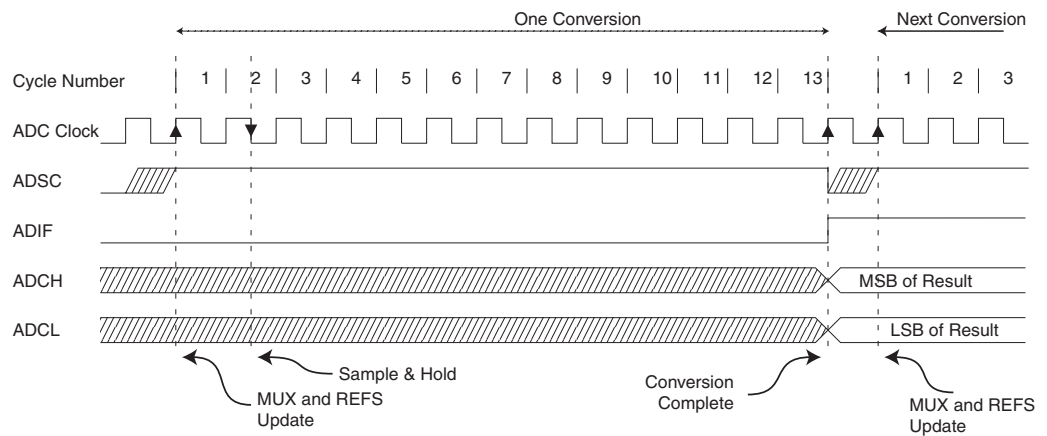 One Conversion
Next Conversion
Cycle Number 1 2 3 4 5 6 7 8 9 10 11 12 13 1 2 3
ADC Clock
ADSC
ADIF
ADCH
MSB of Result
ADCL
LSB of Result
Sample & Hold
MUX and REFS
Update
Conversion
Complete
MUX and REFS
Update